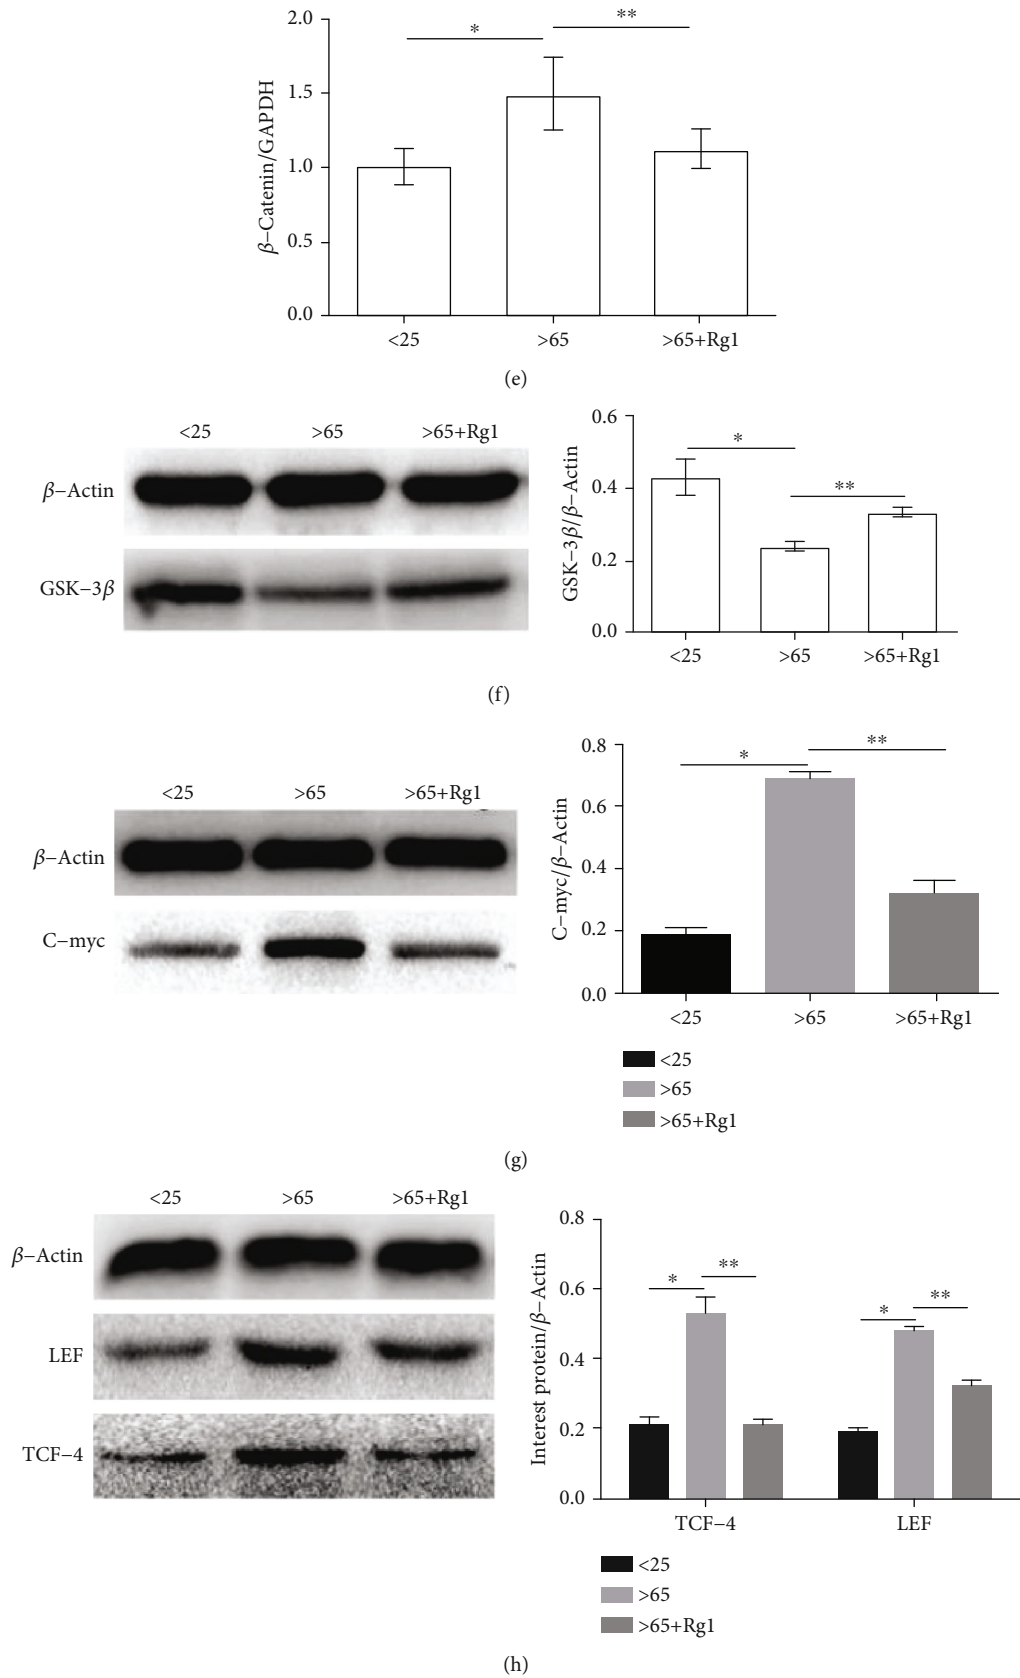 2.0
1.5
1.0
0.5
0.0
β–Catenin/GAPDH
*
**
<25
>65
>65+Rg1
(e)
<25
>65
>65+Rg1
β–Actin
GSK–3β
0.6
0.4
0.2
0.0
GSK–3β/β–Actin
*
**
<25
>65
>65+Rg1
(f)
<25
>65
>65+Rg1
β–Actin
C–myc
0.8
0.6
0.4
0.2
0.0
C–myc/β–Actin
*
**
<25
>65
>65+Rg1
<25
>65
>65+Rg1
(g)
<25
>65
>65+Rg1
β–Actin
LEF
TCF–4
0.8
0.6
0.4
0.2
0.0
Interest protein/β–Actin
*
**
*
**
TCF–4
LEF
<25
>65
>65+Rg1
(h)